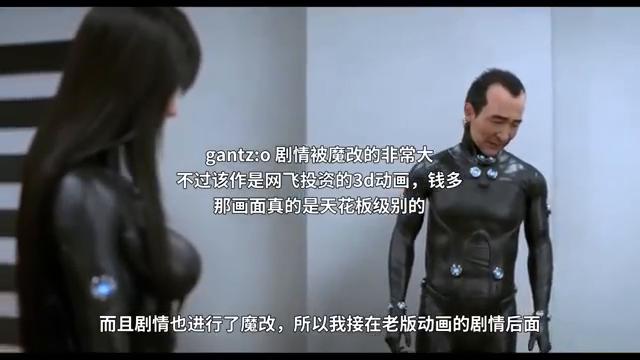 gantz:o 剧情被魔改的非常大
不过该作是网飞投资的3d动画，钱多
那画面真的是天花板级别的
而且剧情也进行了魔改，所以我接在老版动画的剧情后面